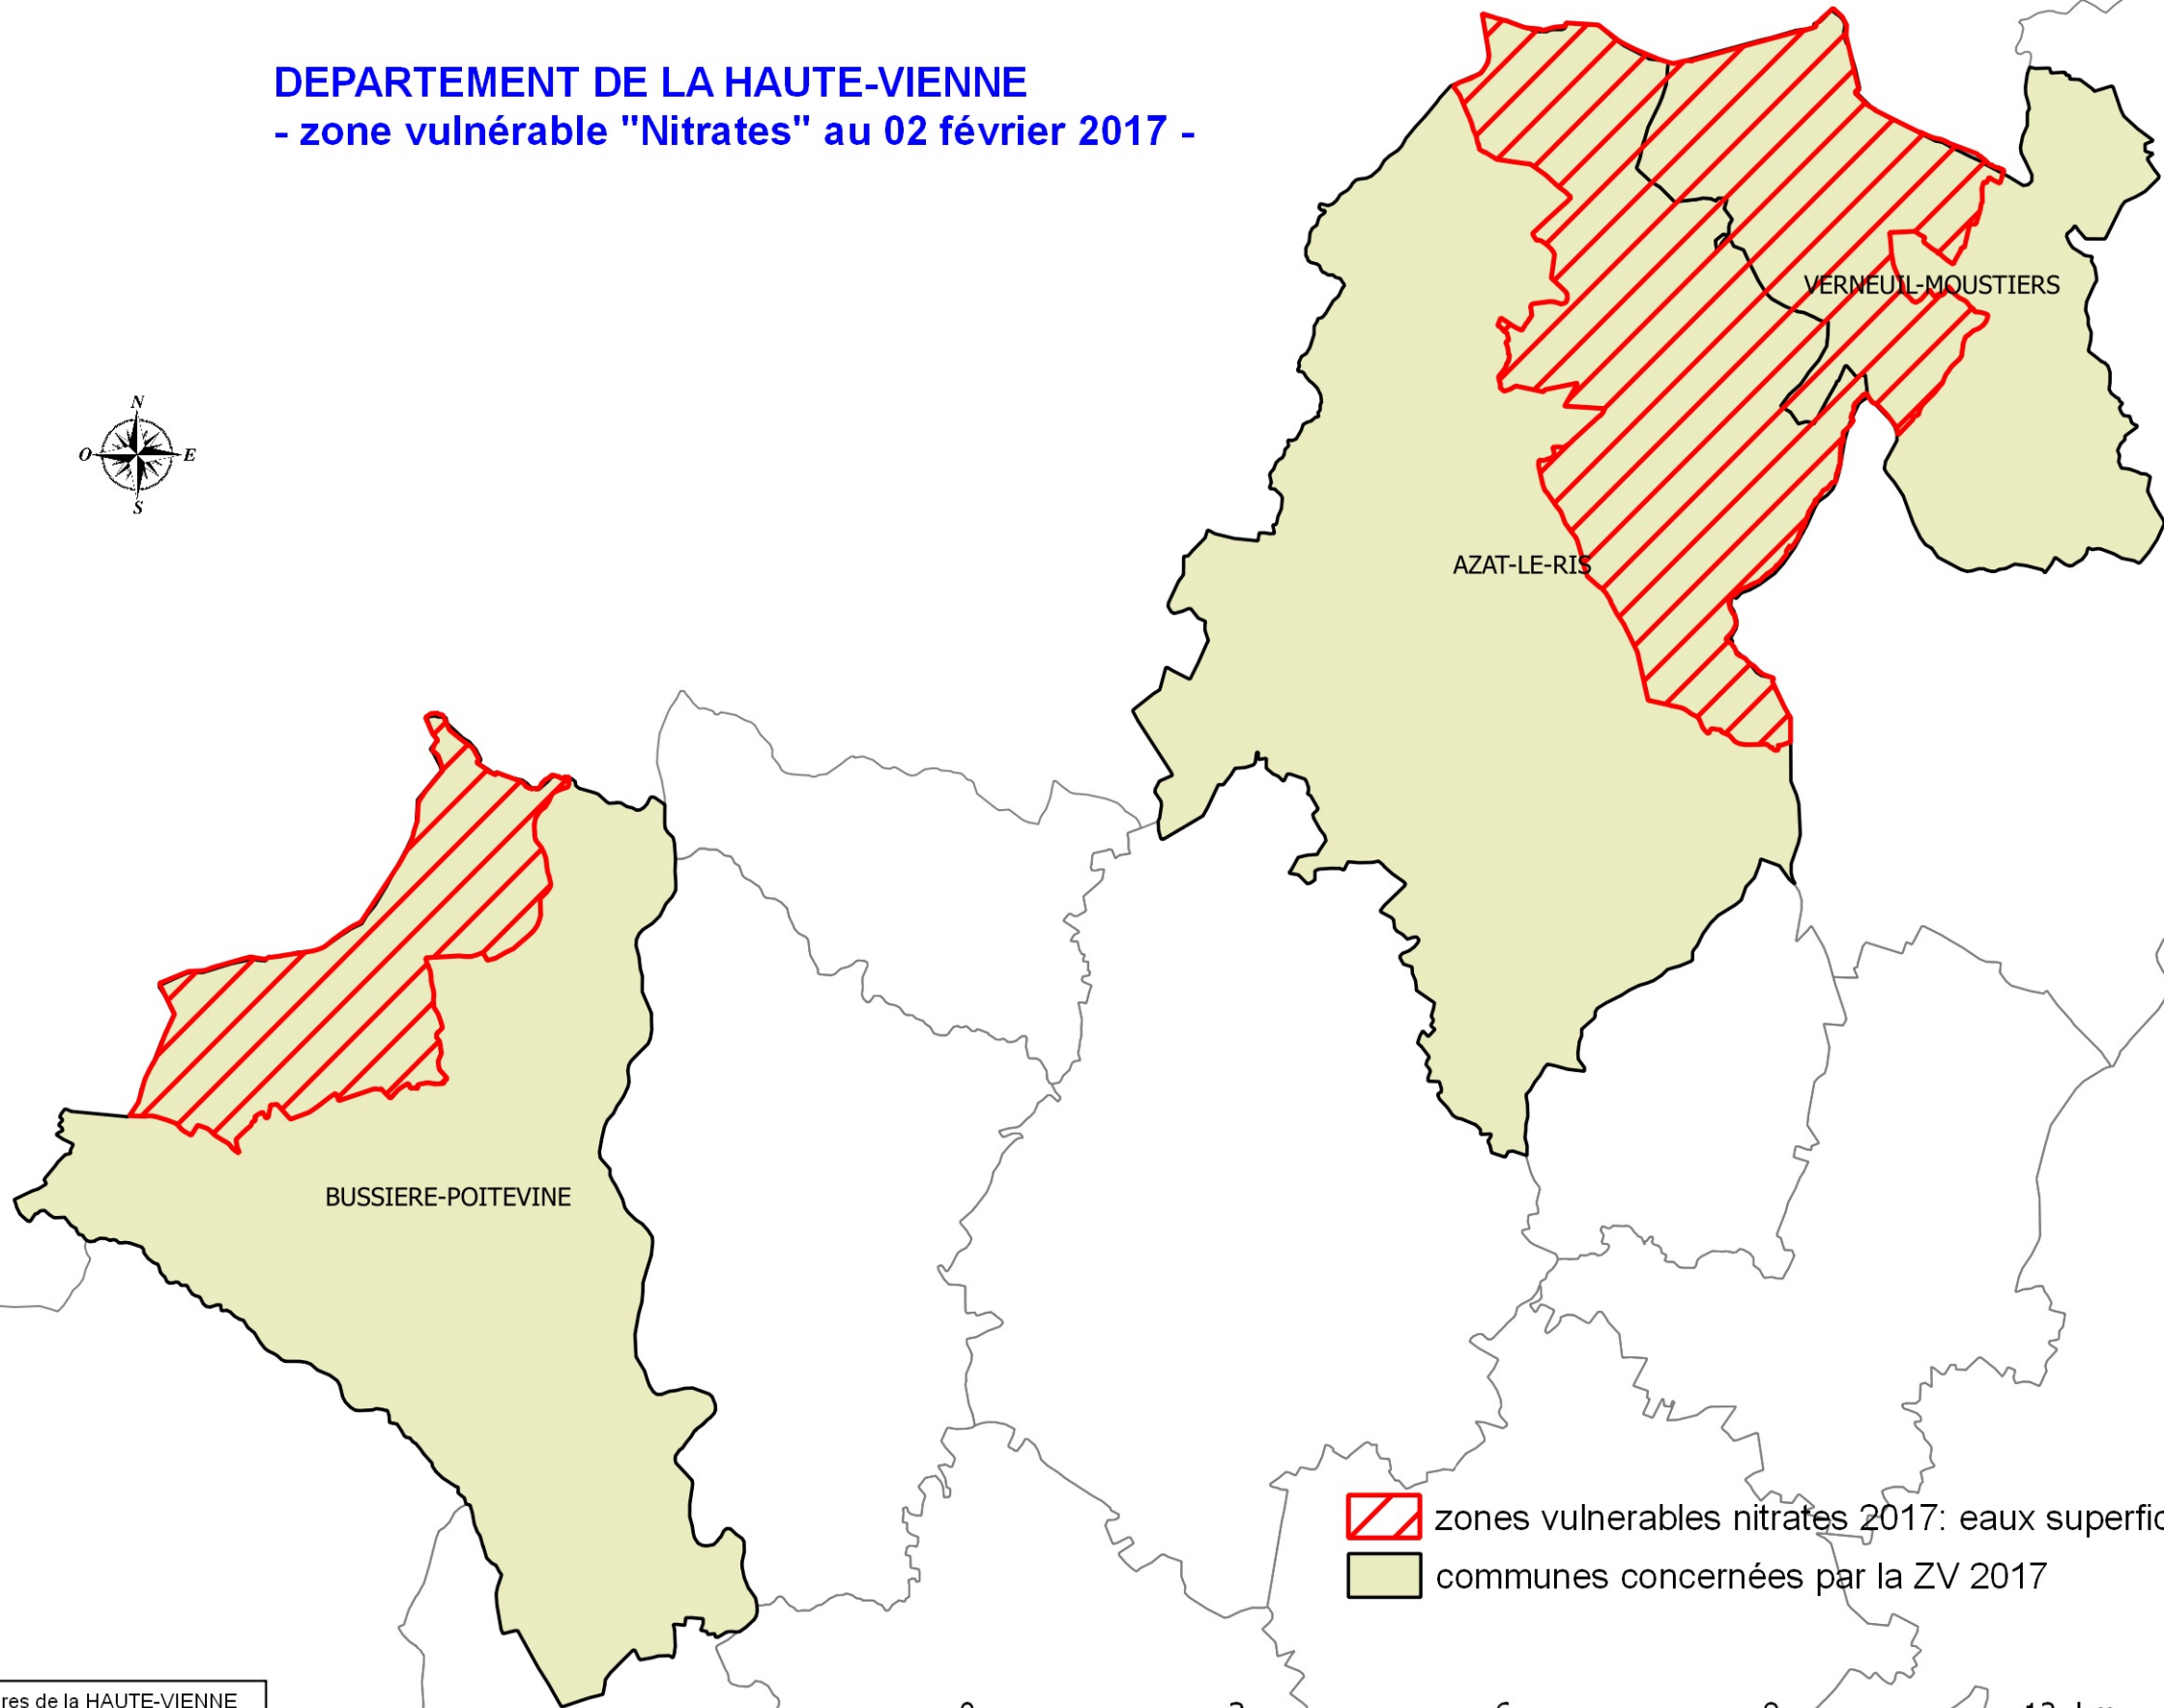 DEPARTEMENT DE LA HAUTE-VIENNE
- zone vulnérable "Nitrates" au 02 février 2017 -
N
O
E
S
VERNEUIL-MOUSTIERS
AZAT-LE-RIS
BUSSIERE-POITEVINE
zones vulnerables nitrates 2017: eaux superfic
communes concernées par la ZV 2017
res de la HAUTE-VIENNE